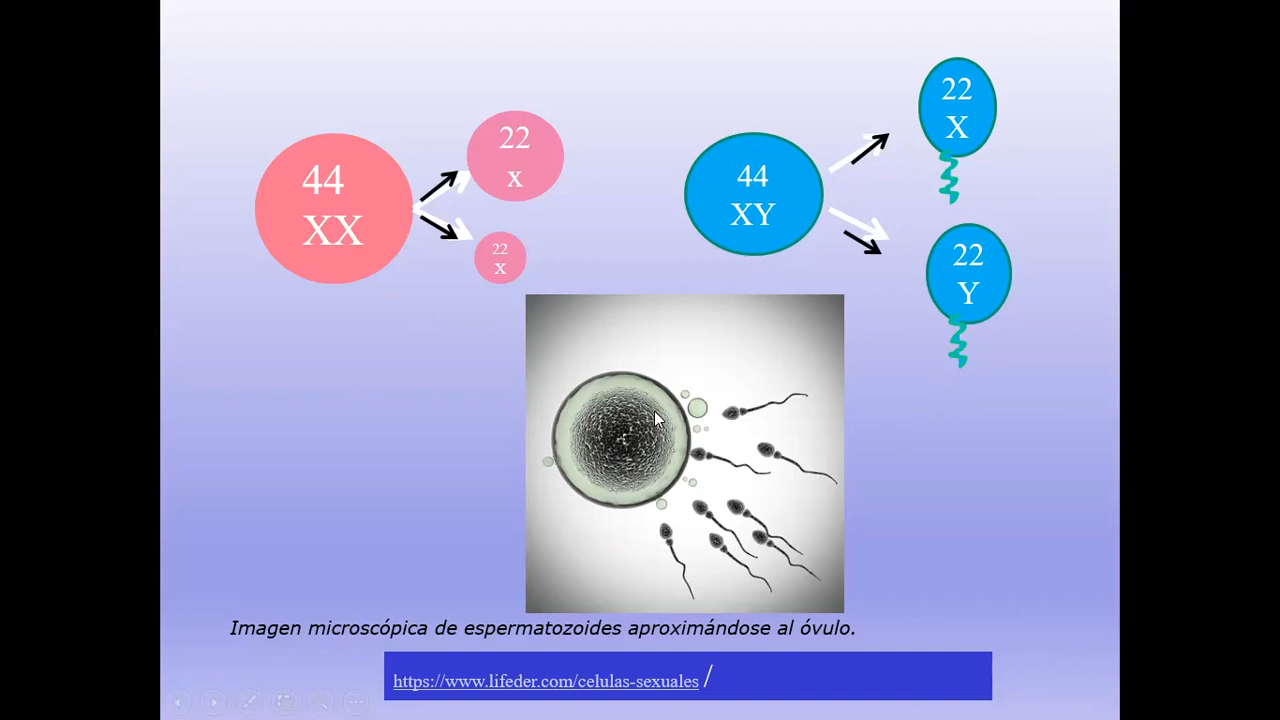 44
XX
22
x
22
x
44
XY
22
X
22
Y
Imagen microscópica de espermatozoides aproximándose al óvulo.
https://www.lifeder.com/celulas-sexuales /